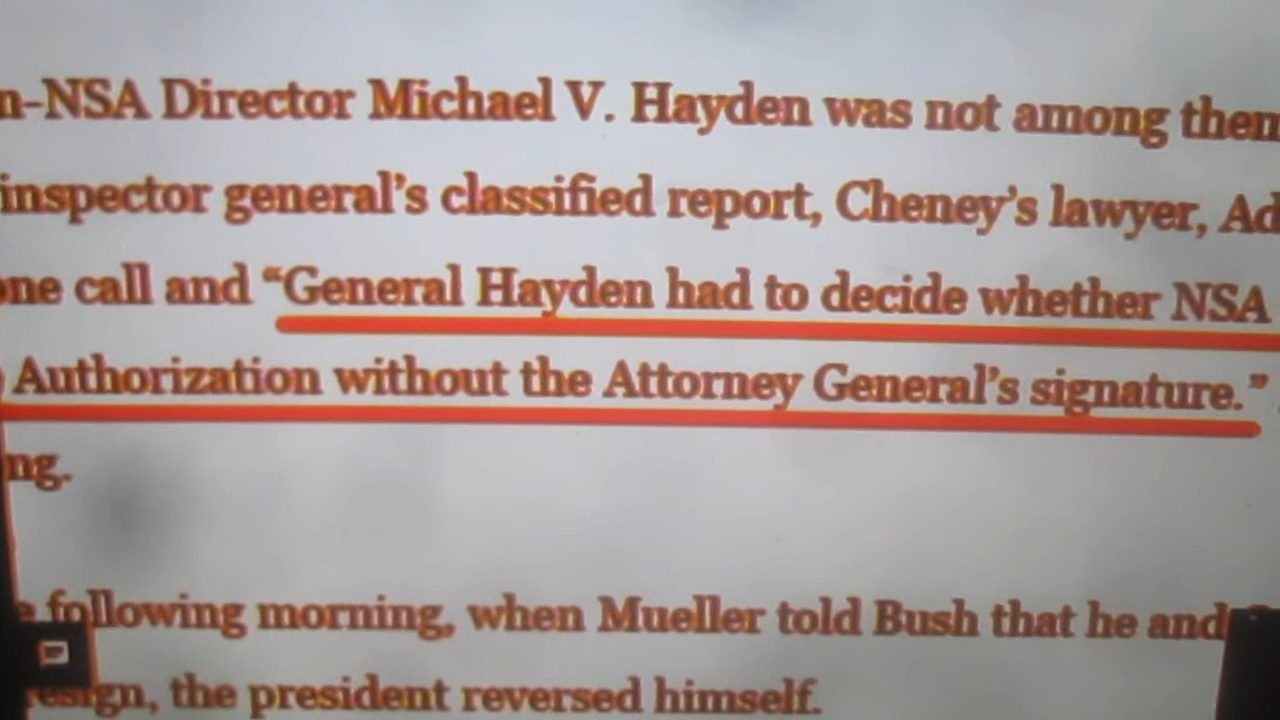 n-NSA Director Michael V. Hayden was not among them
inspector general’s classified report, Cheney’s lawyer, Ad
one call and “General Hayden had to decide whether NSA
Authorization without the Attorney General’s signature.”
ng.
e following morning, when Mueller told Bush that he and
resign, the president reversed himself.